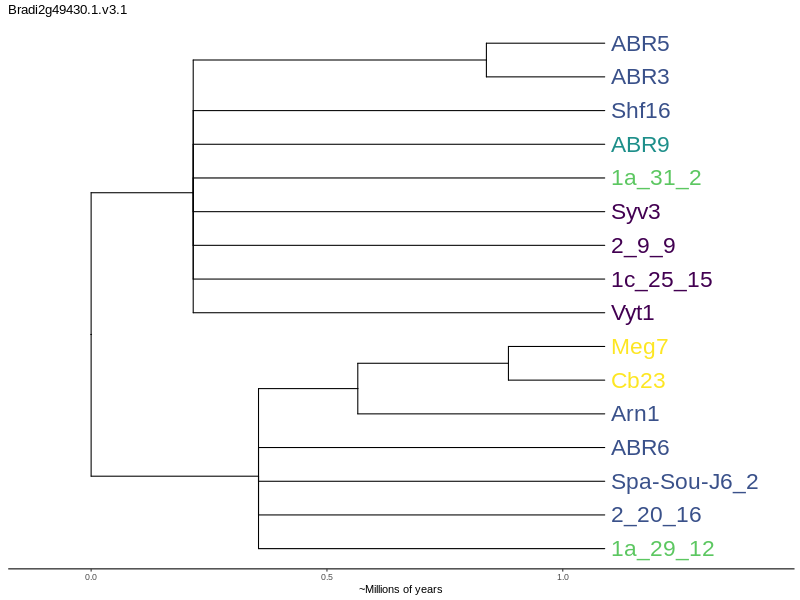 Bradi2g49430.1.v3.1
ABR5
ABR3
Shf16
ABR9
1a_31_2
Syv3
2_9_9
1c_25_15
Vyt1
Meg7
Cb23
Arn1
ABR6
Spa-Sou-J6_2
2_20_16
1a_29_12
0.0 0.5 1.0
~Millions of years